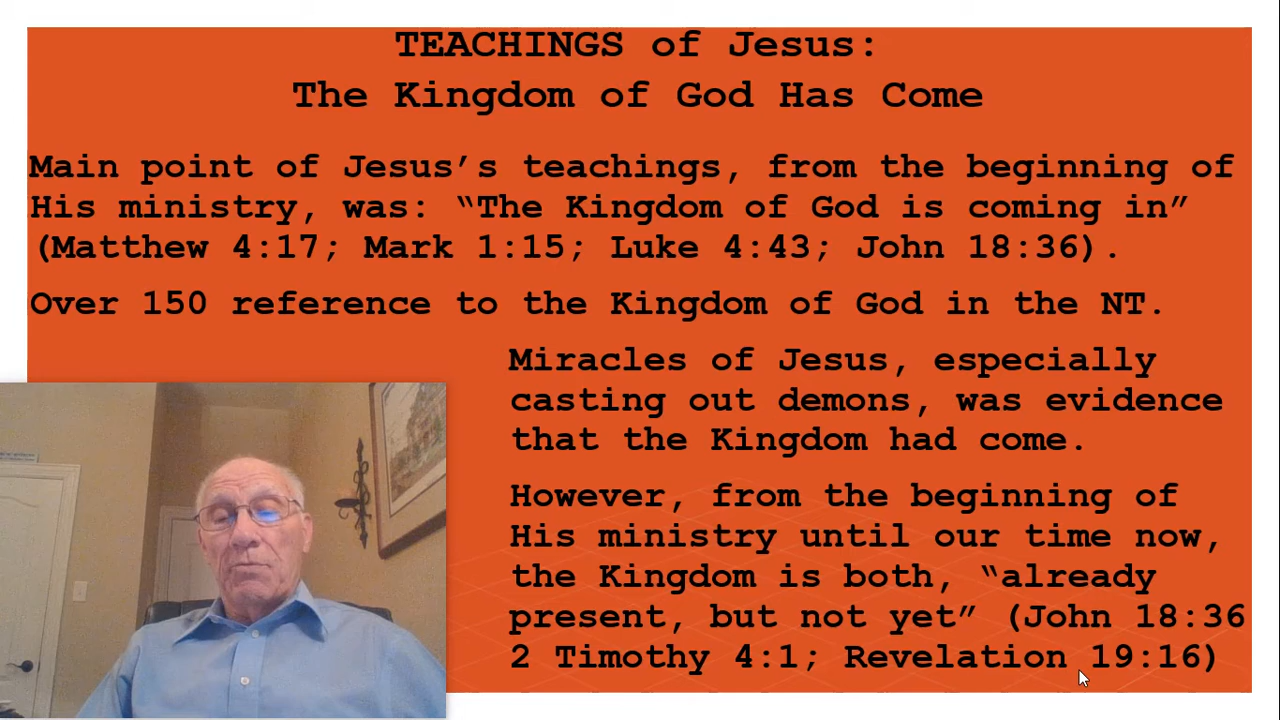 TEACHINGS of Jesus:
The Kingdom of God Has Come
Main point of Jesus’s teachings, from the beginning of
His ministry, was: “The Kingdom of God is coming in”
(Matthew 4:17; Mark 1:15; Luke 4:43; John 18:36).
Over 150 reference to the Kingdom of God in the NT.
Miracles of Jesus, especially
casting out demons, was evidence
that the Kingdom had come.
However, from the beginning of
His ministry until our time now,
the Kingdom is both, “already
present, but not yet” (John 18:36
2 Timothy 4:1; Revelation 19:16)